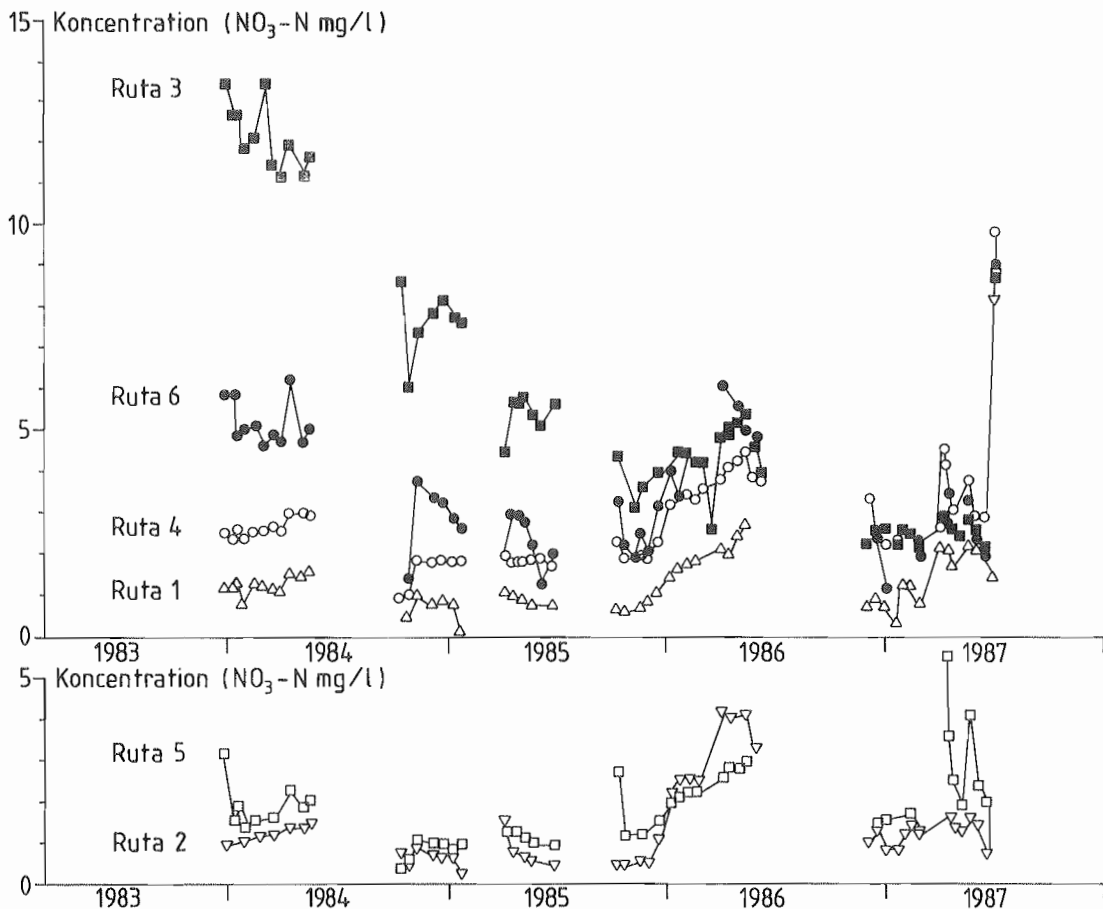 15 Koncentration (NO₃-N mg/l)
Ruta 3
10
Ruta 6
5
Ruta 4
Ruta 1
0
1983 1984 1985 1986 1987
5 Koncentration (NO₃-N mg/l)
Ruta 5
Ruta 2
0
1983 1984 1985 1986 1987